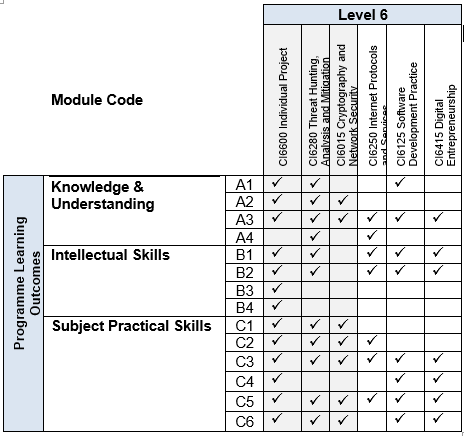 Level 6
Module Code
CI6600 Individual Project
CI6280 Threat Hunting,
Analysis and Mitigation
CI6015 Cryptography and
Network Security
CI6250 Internet Protocols
and Services
CI6125 Software
Development Practice
CI6415 Digital
Entrepreneurship
Programme Learning
Outcomes
Knowledge &
Understanding
A1 ✓ ✓ ✓
A2 ✓ ✓ ✓
A3 ✓ ✓ ✓ ✓ ✓ ✓
A4 ✓ ✓
Intellectual Skills
B1 ✓ ✓ ✓ ✓ ✓
B2 ✓ ✓ ✓ ✓ ✓
B3 ✓
B4 ✓
Subject Practical Skills
C1 ✓ ✓ ✓
C2 ✓ ✓ ✓ ✓
C3 ✓ ✓ ✓ ✓ ✓ ✓
C4 ✓ ✓ ✓
C5 ✓ ✓ ✓ ✓ ✓ ✓
C6 ✓ ✓ ✓ ✓ ✓